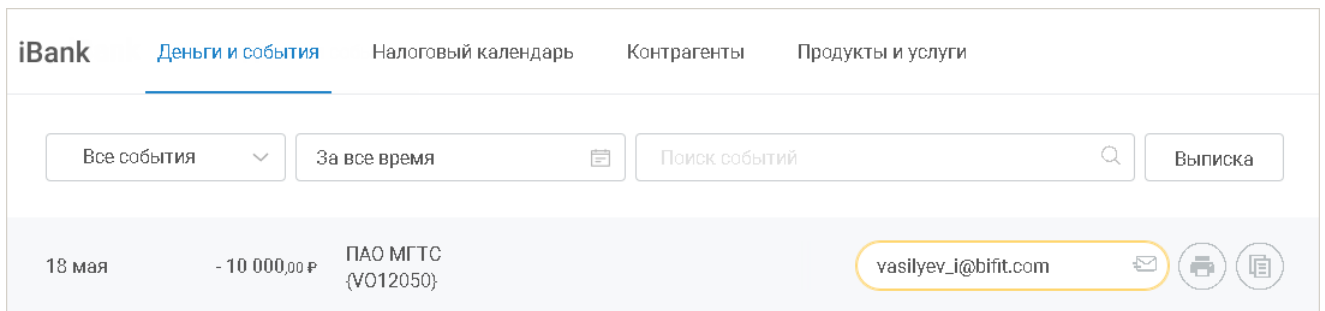 iBank Деньги и события Налоговый календарь Контрагенты Продукты и услуги
Все события За все время Поиск событий Выписка
18 мая - 10 000,00 ₽ ПАО МГТС vasilyev_i@bifit.com
{VO12050}